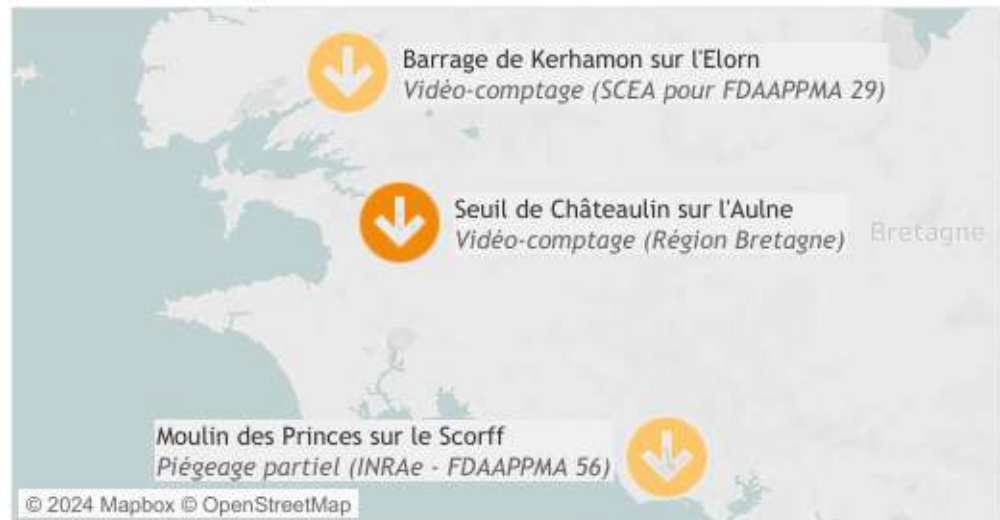 Barrage de Kerhamon sur l'Elorn
Vidéo-comptage (SCEA pour FDAAPPMA 29)
Seuil de Châteaulin sur l'Aulne
Vidéo-comptage (Région Bretagne)
Bretagne
Moulin des Princes sur le Scorff
Piégeage partiel (INRAe - FDAAPPMA 56)
© 2024 Mapbox © OpenStreetMap